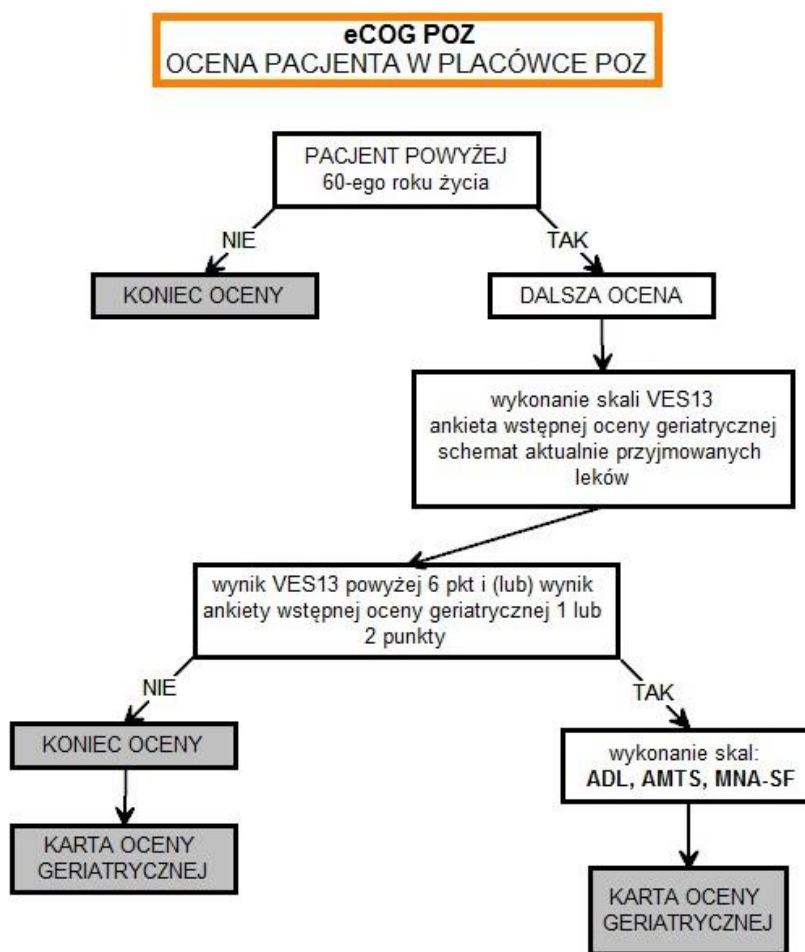 eCOG POZ
OCENA PACJENTA W PLACÓWCE POZ
PACJENT POWYŻEJ
60-ego roku życia
NIE
TAK
KONIEC OCENY
DALSZA OCENA
wykonanie skali VES13
ankieta wstępnej oceny geriatrycznej
schemat aktualnie przyjmowanych
leków
wynik VES13 powyżej 6 pkt i (lub) wynik
ankiety wstępnej oceny geriatrycznej 1 lub
2 punkty
NIE
TAK
KONIEC OCENY
wykonanie skal:
ADL, AMTS, MNA-SF
KARTA OCENY
GERIATRYCZNEJ
KARTA OCENY
GERIATRYCZNEJ